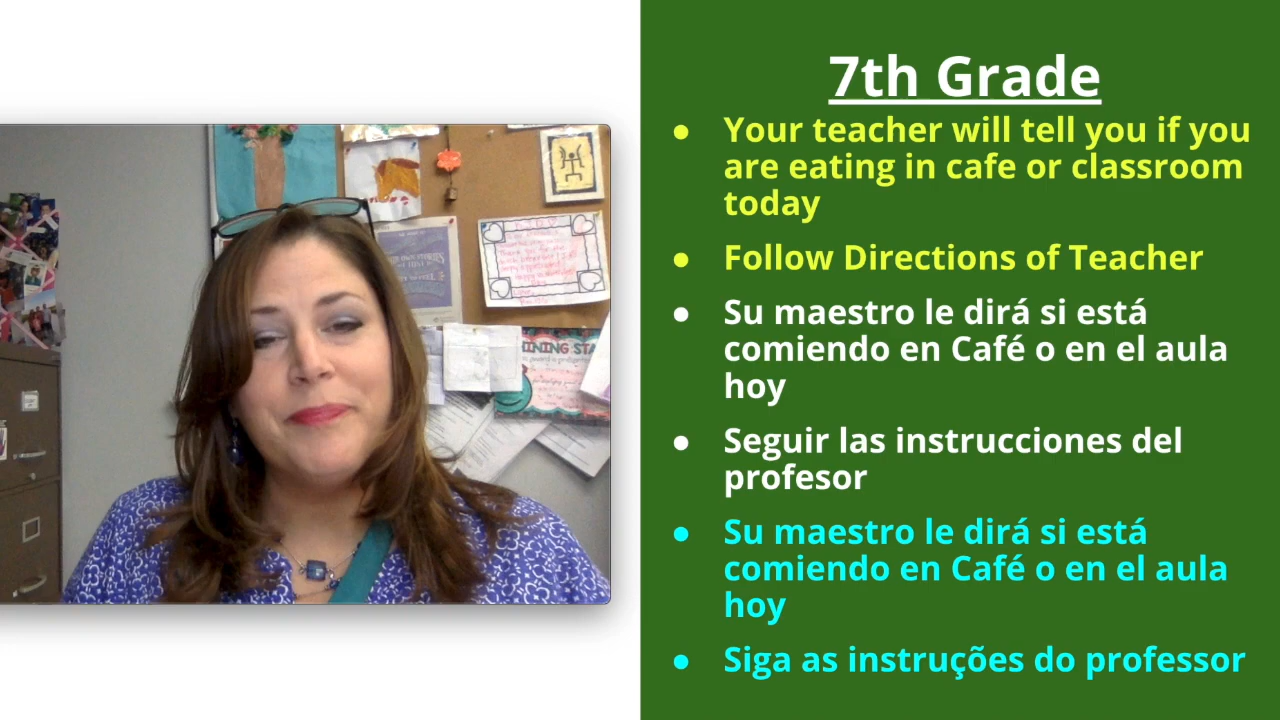 7th Grade
● Your teacher will tell you if you
are eating in cafe or classroom
today
● Follow Directions of Teacher
● Su maestro le dirá si está
comiendo en Café o en el aula
hoy
● Seguir las instrucciones del
profesor
● Su maestro le dirá si está
comiendo en Café o en el aula
hoy
● Siga as instruções do professor